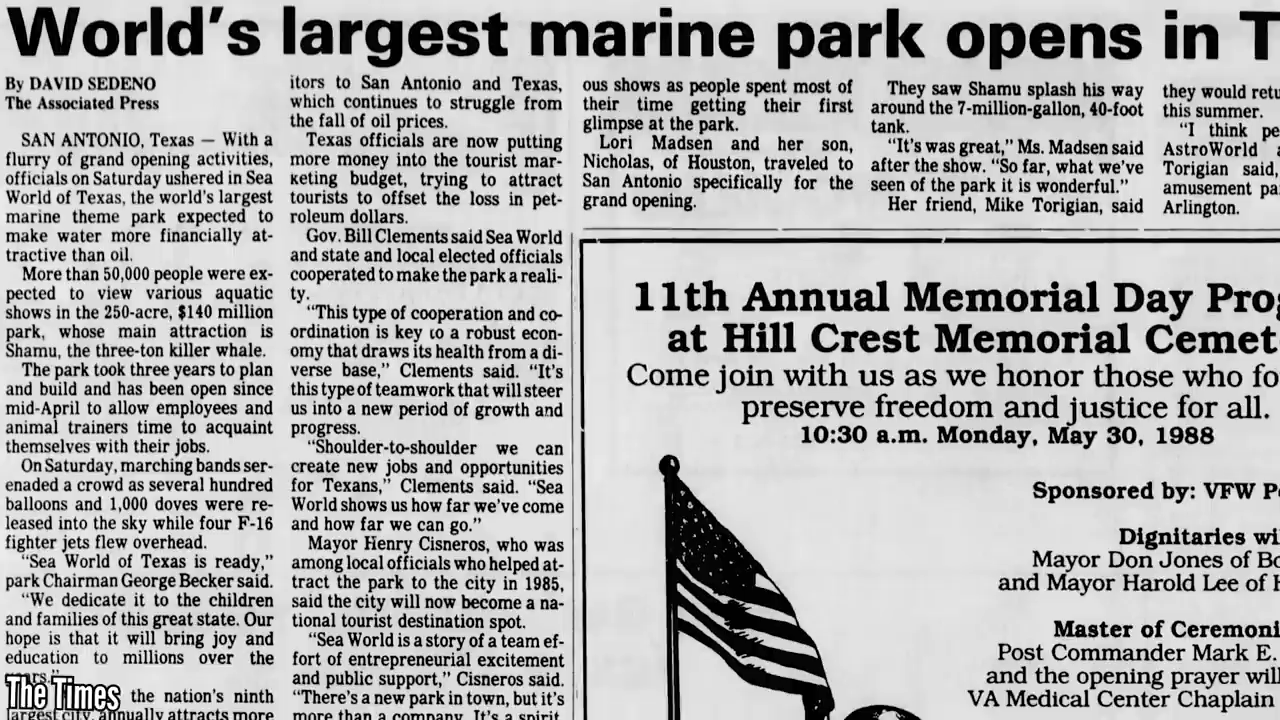 World's largest marine park opens in T
By DAVID SEDENO
The Associated Press
SAN ANTONIO, Texas — With a
flurry of grand opening activities,
officials on Saturday ushered in Sea
World of Texas, the world's largest
marine theme park expected to
make water more financially at-
tractive than oil.
More than 50,000 people were ex-
pected to view various aquatic
shows in the 250-acre, $140 million
park, whose main attraction is
Shamu, the three-ton killer whale.
The park took three years to plan
and build and has been open since
mid-April to allow employees and
animal trainers time to acquaint
themselves with their jobs.
On Saturday, marching bands ser-
enaded a crowd as several hundred
balloons and 1,000 doves were re-
leased into the sky while four F-16
fighter jets flew overhead.
"Sea World of Texas is ready,"
park Chairman George Becker said.
"We dedicate it to the children
and families of this great state. Our
hope is that it will bring joy and
education to millions over the
the nation's ninth
largest city, annually attracts more
itors to San Antonio and Texas,
which continues to struggle from
the fall of oil prices.
Texas officials are now putting
more money into the tourist mar-
keting budget, trying to attract
tourists to offset the loss in pet-
roleum dollars.
Gov. Bill Clements said Sea World
and state and local elected officials
cooperated to make the park a reali-
ty.
"This type of cooperation and co-
ordination is key to a robust econ-
omy that draws its health from a di-
verse base," Clements said. "It's
this type of teamwork that will steer
us into a new period of growth and
progress.
"Shoulder-to-shoulder we can
create new jobs and opportunities
for Texans," Clements said. "Sea
World shows us how far we've come
and how far we can go."
Mayor Henry Cisneros, who was
among local officials who helped at-
tract the park to the city in 1985,
said the city will now become a na-
tional tourist destination spot.
"Sea World is a story of a team ef-
fort of entrepreneurial excitement
and public support," Cisneros said.
"There's a new park in town, but it's
more than a company. It's a spirit,
ous shows as people spent most of
their time getting their first
glimpse at the park.
Lori Madsen and her son,
Nicholas, of Houston, traveled to
San Antonio specifically for the
grand opening.
They saw Shamu splash his way
around the 7-million-gallon, 40-foot
tank.
"It's was great," Ms. Madsen said
after the show. "So far, what we've
seen of the park it is wonderful."
Her friend, Mike Torigian, said
they would retu
this summer.
"I think pe
AstroWorld a
Torigian said,
amusement pa
Arlington.
11th Annual Memorial Day Prog
at Hill Crest Memorial Cemet
Come join with us as we honor those who fo
preserve freedom and justice for all.
10:30 a.m. Monday, May 30, 1988
Sponsored by: VFW P
Dignitaries wi
Mayor Don Jones of Bo
and Mayor Harold Lee of H
Master of Ceremoni
Post Commander Mark E.
and the opening prayer will
VA Medical Center Chaplain
The Times